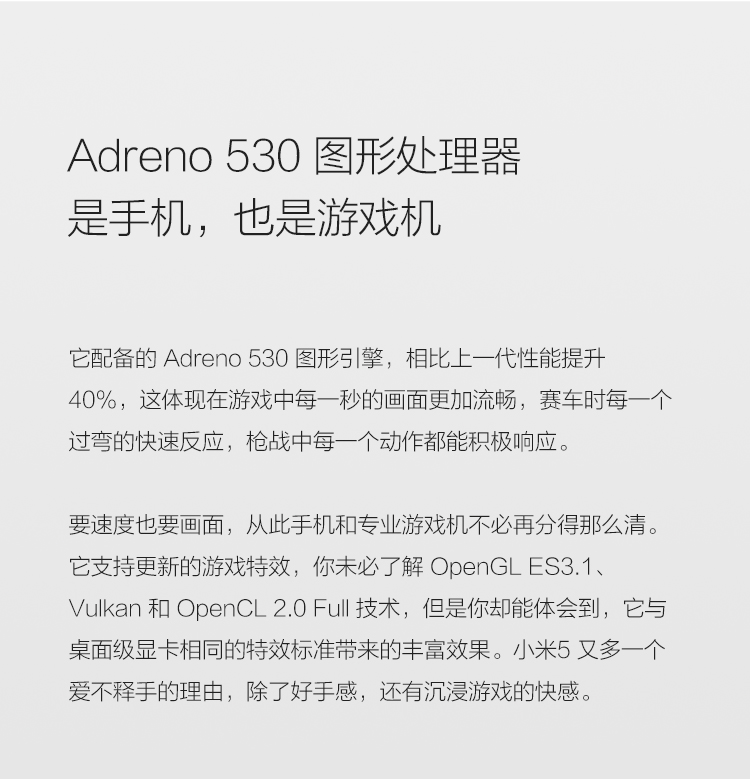 Adreno 530 图形处理器
是手机，也是游戏机
它配备的 Adreno 530 图形引擎，相比上一代性能提升
40%，这体现在游戏中每一秒的画面更加流畅，赛车时每一个
过弯的快速反应，枪战中每一个动作都能积极响应。
要速度也要画面，从此手机和专业游戏机不必再分得那么清。
它支持更新的游戏特效，你未必了解 OpenGL ES3.1、
Vulkan 和 OpenCL 2.0 Full 技术，但是你却能体会到，它与
桌面级显卡相同的特效标准带来的丰富效果。小米5 又多一个
爱不释手的理由，除了好手感，还有沉浸游戏的快感。